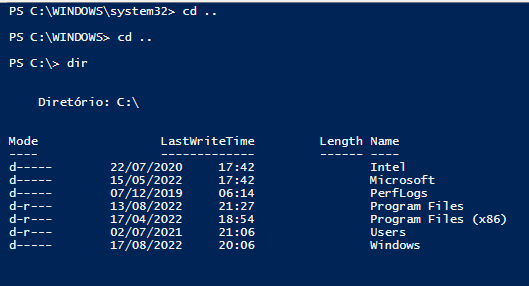 PS C:\WINDOWS\system32> cd ..
PS C:\WINDOWS> cd ..
PS C:\> dir
Diretório: C:\
Mode LastWriteTime Length Name
---- ------------- ------ ----
d----- 22/07/2020 17:42 Intel
d----- 15/05/2022 17:42 Microsoft
d----- 07/12/2019 06:14 PerfLogs
d-r--- 13/08/2022 21:27 Program Files
d-r--- 17/04/2022 18:54 Program Files (x86)
d-r--- 02/07/2021 21:06 Users
d----- 17/08/2022 20:06 Windows